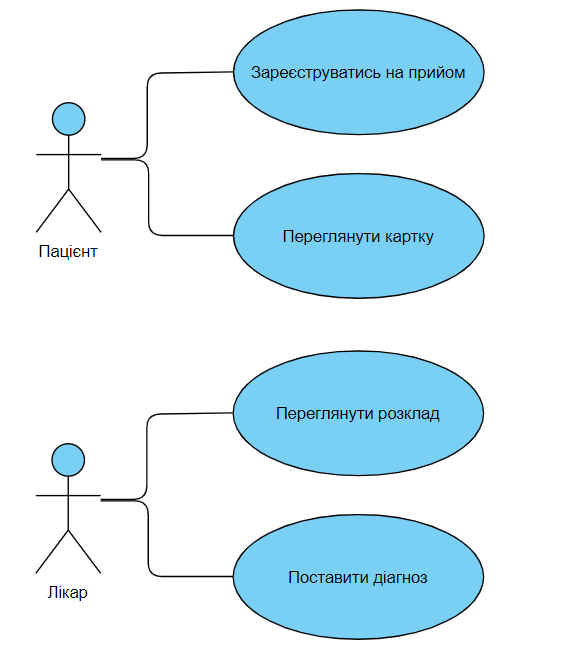 Зареєструватись на прийом
Переглянути картку
Пацієнт
Переглянути розклад
Поставити діагноз
Лікар